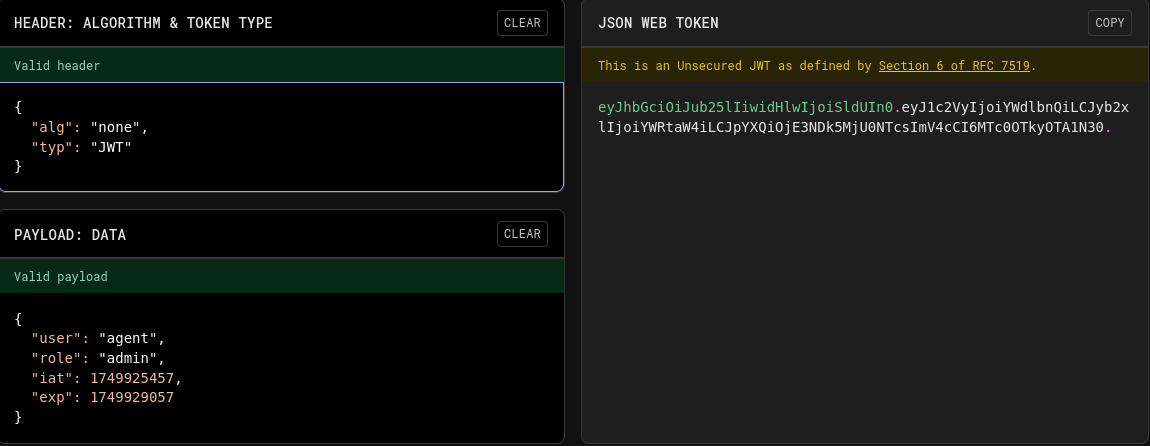 HEADER: ALGORITHM & TOKEN TYPE
CLEAR
Valid header
{
"alg": "none",
"typ": "JWT"
}
PAYLOAD: DATA
CLEAR
Valid payload
{
"user": "agent",
"role": "admin",
"iat": 1749925457,
"exp": 1749929057
}
JSON WEB TOKEN
COPY
This is an Unsecured JWT as defined by Section 6 of RFC 7519.
eyJhbGciOiJub25lIiwidHlwIjoiSldUIn0.eyJ1c2VyIjoiYWdlbnQiLCJyb2x
lIjoiYWRtaW4iLCJpYXQiOjE3NDk5MjU0NTcsImV4cCI6MTc0OTkyOTA1N30.